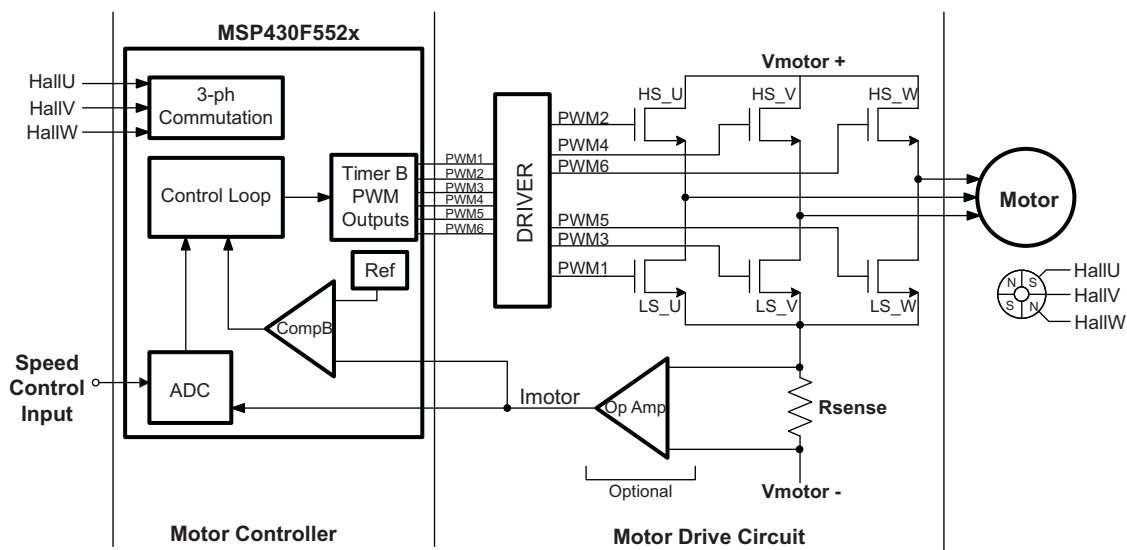 MSP430F552x
HallU
HallV
HallW
3-ph
Commutation
Control Loop
Timer B
PWM
Outputs
PWM1
PWM2
PWM3
PWM4
PWM5
PWM6
Ref
CompB
Speed
Control
Input
ADC
Imotor
DRIVER
PWM2
PWM4
PWM6
PWM5
PWM3
PWM1
Vmotor +
HS_U
HS_V
HS_W
LS_U
LS_V
LS_W
Op Amp
Optional
Rsense
Vmotor -
Motor
N
S
S
N
HallU
HallV
HallW
Motor Controller
Motor Drive Circuit